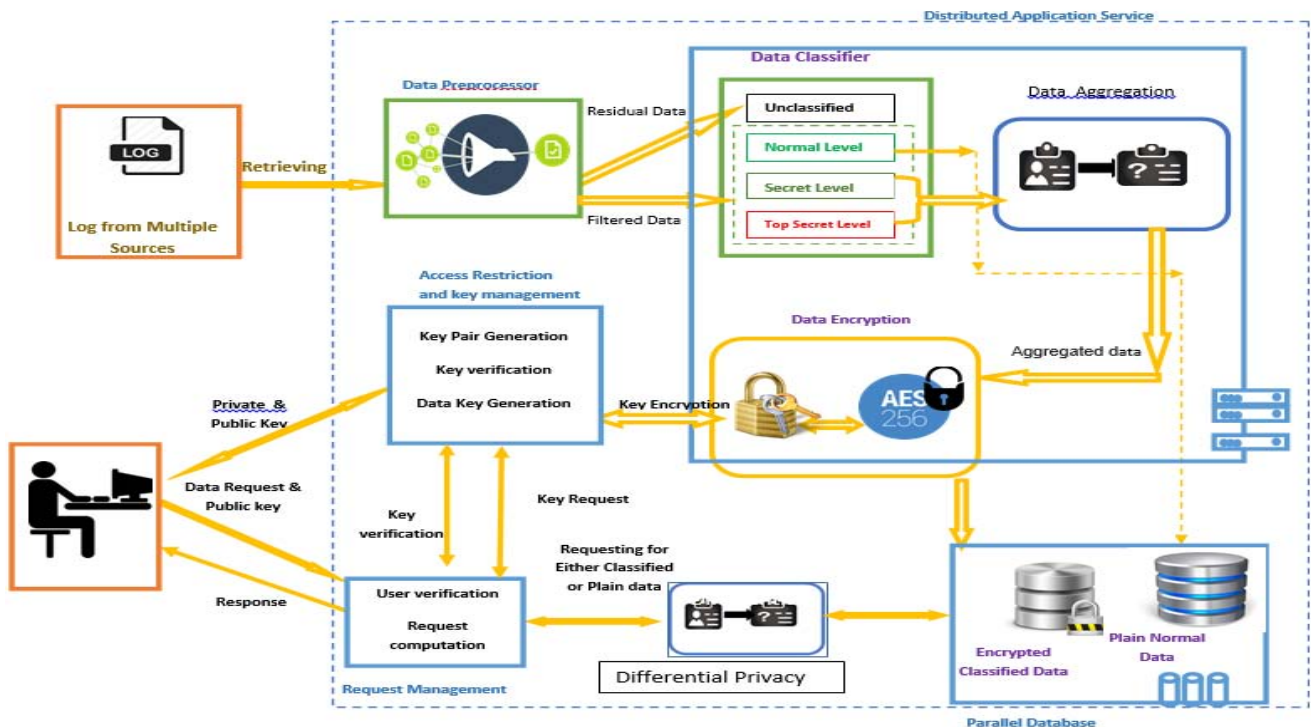 Distributed Application Service
Data Classifier
Data Preprocessor
Data Aggregation
Residual Data
Unclassified
LOG
Normal Level
Retrieving
Secret Level
?
Log from Multiple
Sources
Filtered Data
Top Secret Level
Access Restriction
and key management
Key Pair Generation
Key verification
Data Key Generation
Data Encryption
Aggregated data
AES
256
Key Encryption
Private &
Public Key
Data Request &
Public key
Key
verification
Key Request
Requesting for
Either Classified
or Plain data
Response
User verification
Request
computation
?
Encrypted
Classified Data
Plain Normal
Data
Differential Privacy
Request Management
Parallel Database